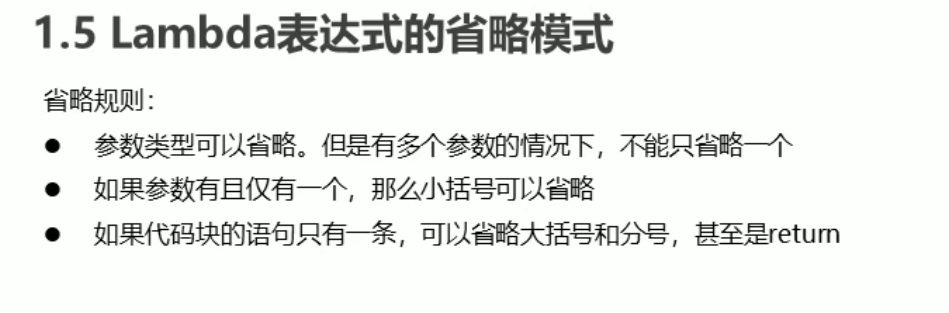 1.5 Lambda表达式的省略模式
省略规则：
● 参数类型可以省略。但是有多个参数的情况下，不能只省略一个
● 如果参数有且仅有一个，那么小括号可以省略
● 如果代码块的语句只有一条，可以省略大括号和分号，甚至是return